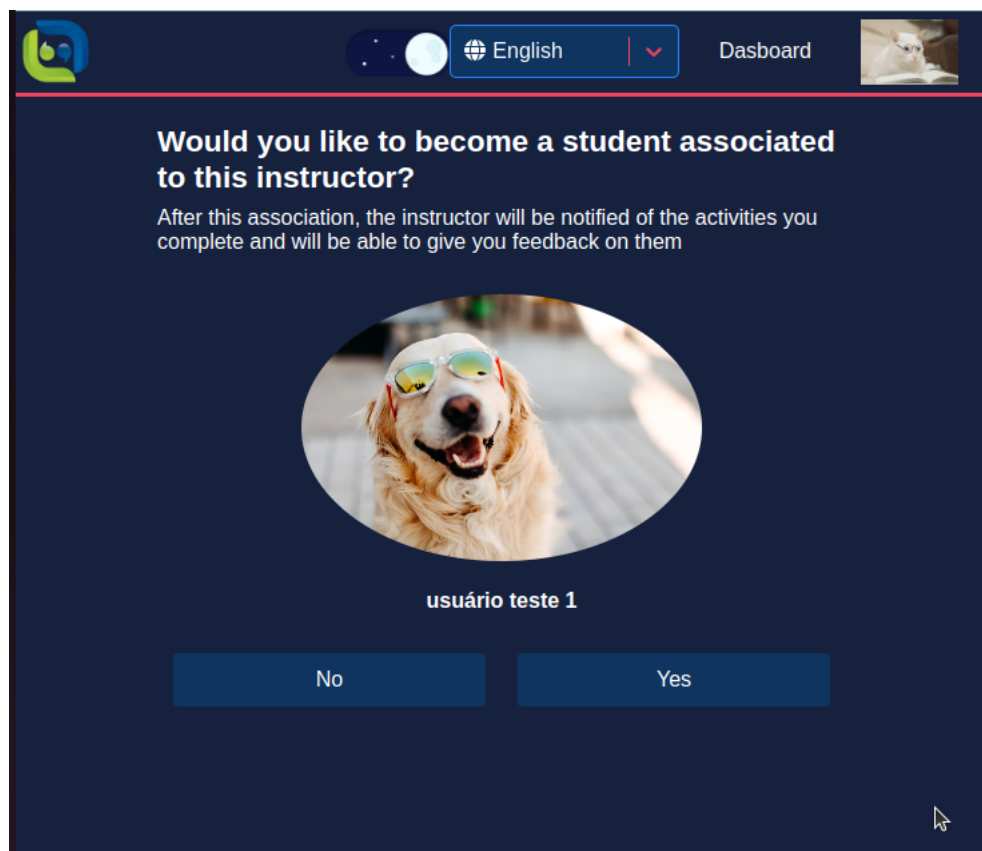 English
Dasboard
Would you like to become a student associated
to this instructor?
After this association, the instructor will be notified of the activities you
complete and will be able to give you feedback on them
usuário teste 1
No
Yes